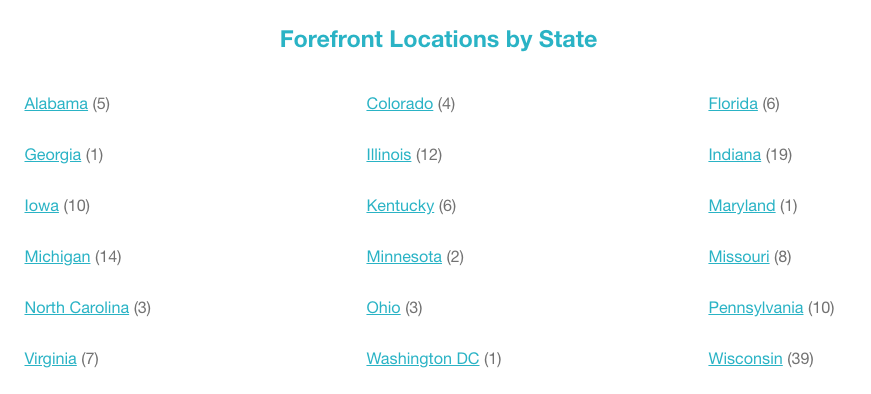 Forefront Locations by State
Alabama (5) Colorado (4) Florida (6)
Georgia (1) Illinois (12) Indiana (19)
Iowa (10) Kentucky (6) Maryland (1)
Michigan (14) Minnesota (2) Missouri (8)
North Carolina (3) Ohio (3) Pennsylvania (10)
Virginia (7) Washington DC (1) Wisconsin (39)